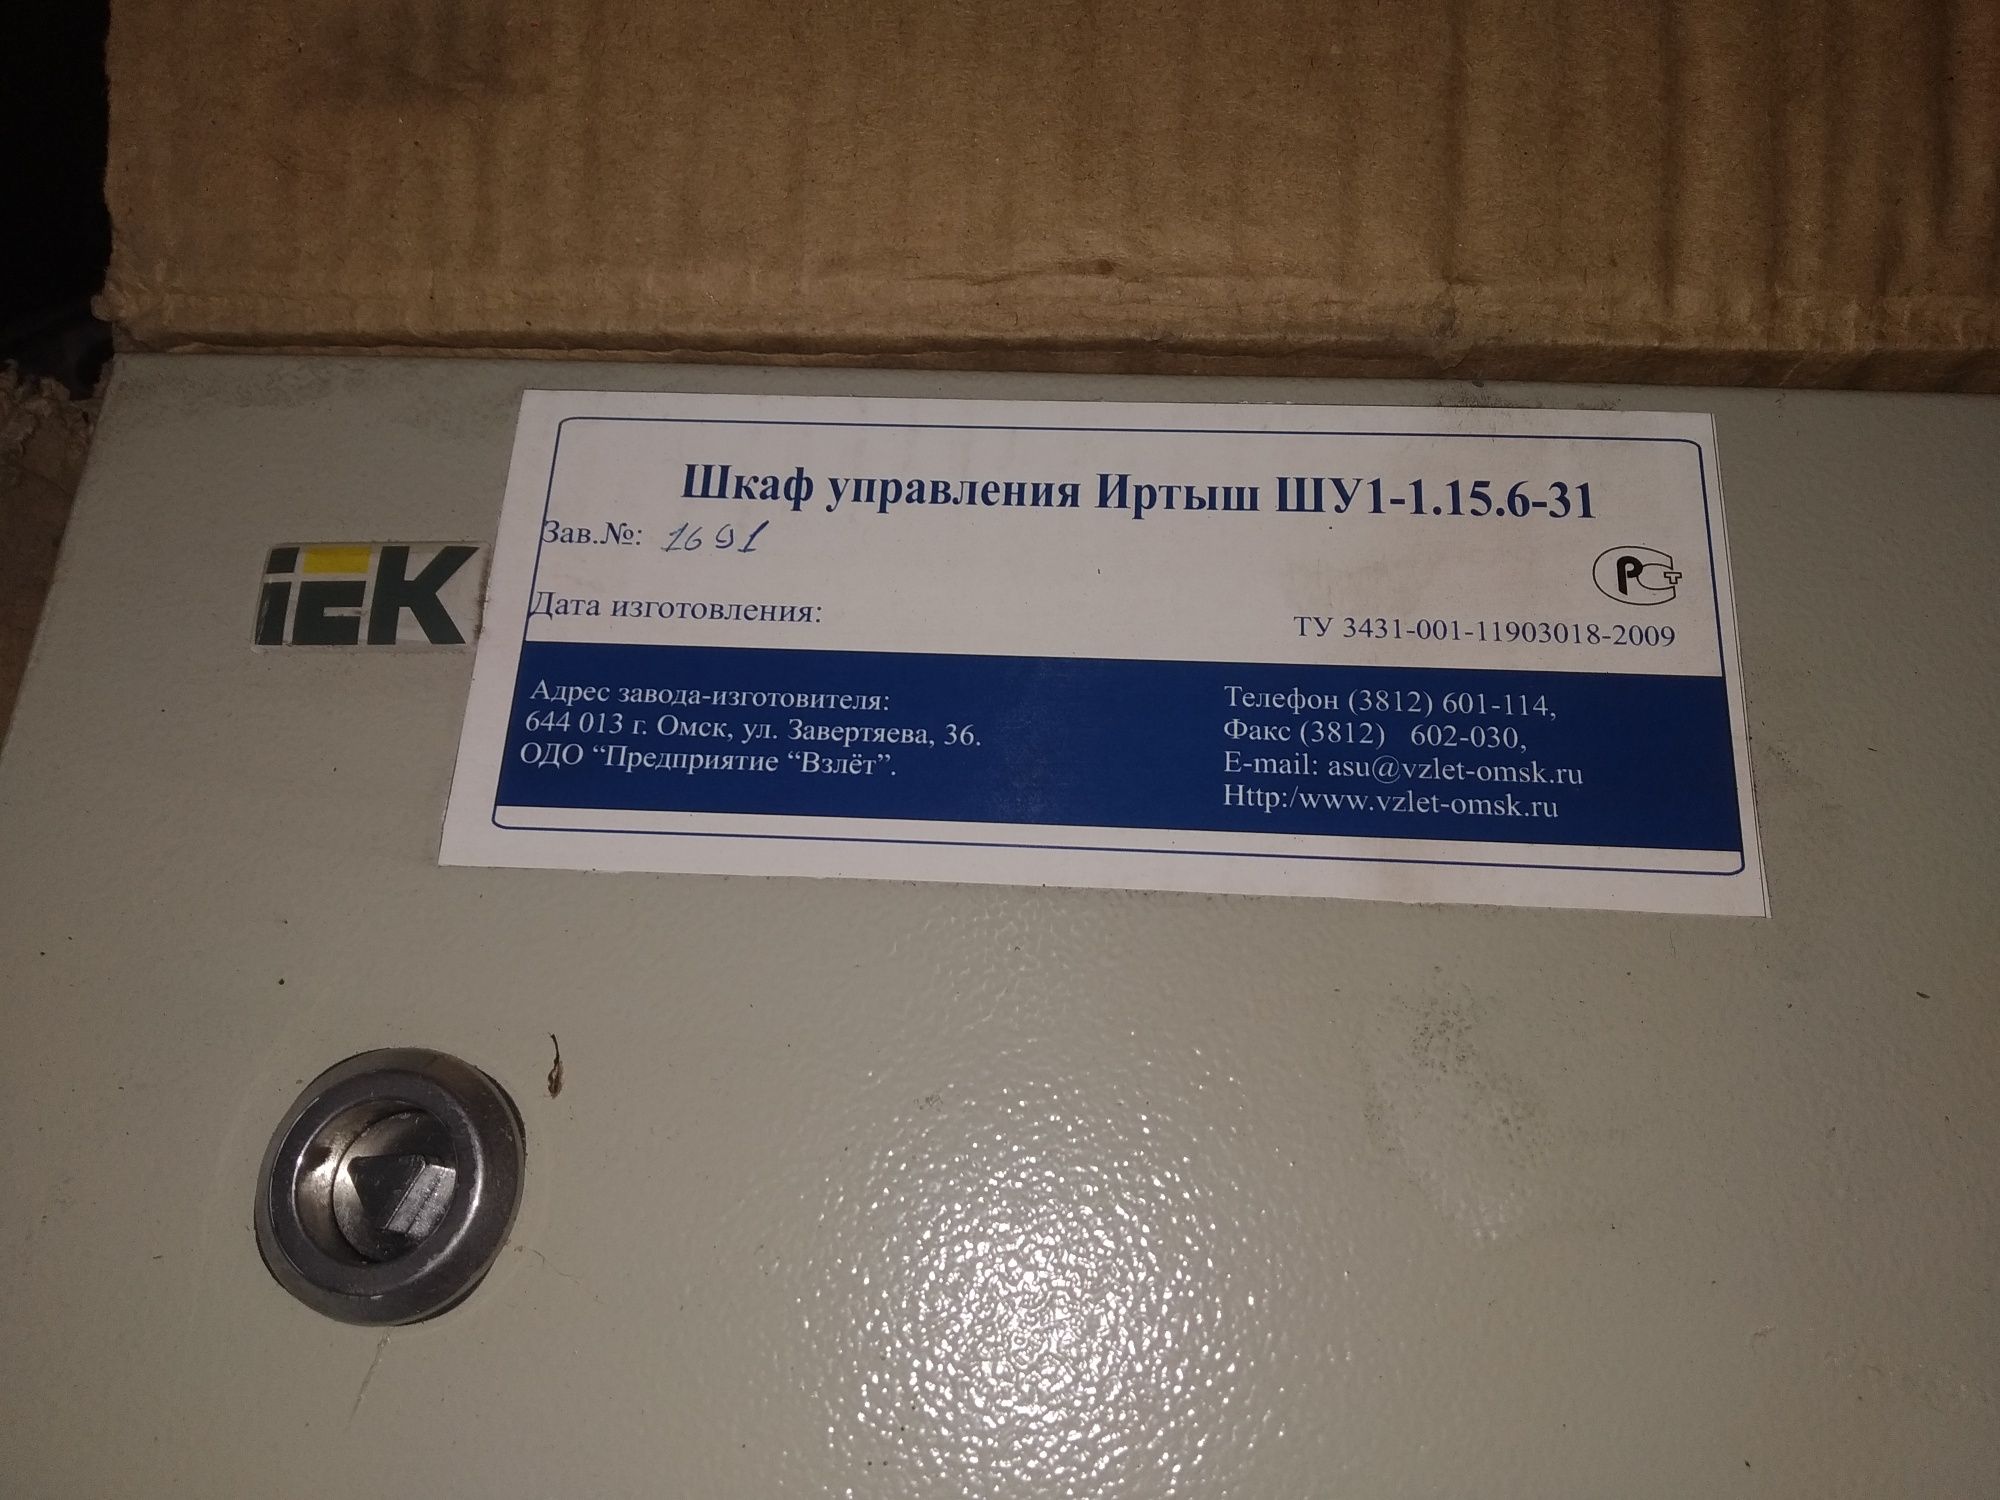 Шкаф управления Иртыш ШУ1-1.15.6-31
Зав.№: 1691
iEK
РСТ
Дата изготовления:
ТУ 3431-001-11903018-2009
Адрес завода-изготовителя:
644 013 г. Омск, ул. Завертяева, 36.
ОДО “Предприятие “Взлёт”.
Телефон (3812) 601-114,
Факс (3812) 602-030,
E-mail: asu@vzlet-omsk.ru
Http:/www.vzlet-omsk.ru